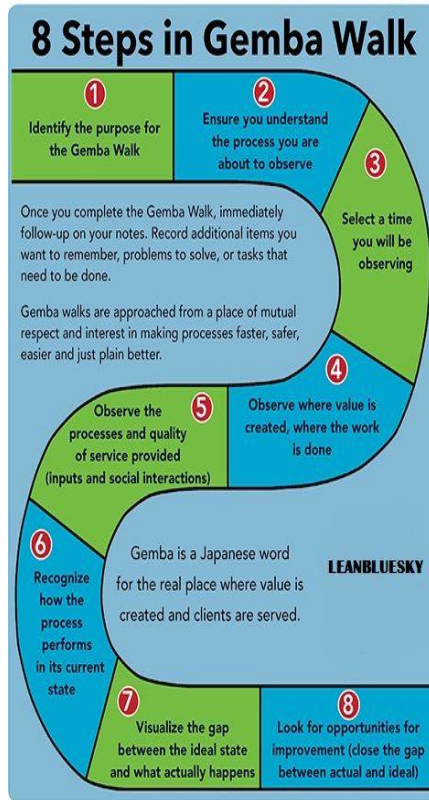 8 Steps in Gemba Walk
1
Identify the purpose for
the Gemba Walk
2
Ensure you understand
the process you are
about to observe
3
Select a time
you will be
observing
Once you complete the Gemba Walk, immediately
follow-up on your notes. Record additional items you
want to remember, problems to solve, or tasks that
need to be done.
Gemba walks are approached from a place of mutual
respect and interest in making processes faster, safer,
easier and just plain better.
4
Observe where value is
created, where the work
is done
5
Observe the
processes and quality
of service provided
(inputs and social interactions)
6
Recognize
how the
process
performs
in its current
state
Gemba is a Japanese word
for the real place where value is
created and clients are served.
LEANBLUESKY
7
Visualize the gap
between the ideal state
and what actually happens
8
Look for opportunities for
improvement (close the gap
between actual and ideal)